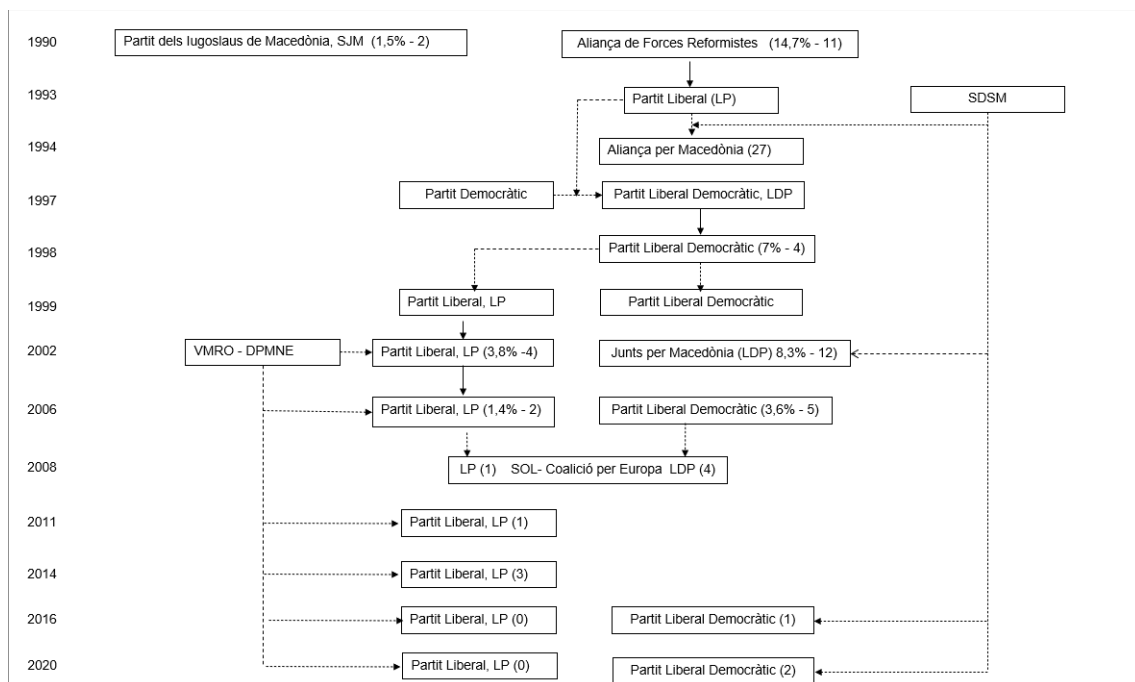 1990
Partit dels Iugoslaus de Macedònia, SJM (1,5% - 2)
Aliança de Forces Reformistes (14,7% - 11)
1993
Partit Liberal (LP)
SDSM
1994
Aliança per Macedònia (27)
1997
Partit Democràtic
Partit Liberal Democràtic, LDP
1998
Partit Liberal Democràtic (7% - 4)
1999
Partit Liberal, LP
Partit Liberal Democràtic
2002
VMRO - DPMNE
Partit Liberal, LP (3,8% -4)
Junts per Macedònia (LDP) 8,3% - 12)
2006
Partit Liberal, LP (1,4% - 2)
Partit Liberal Democràtic (3,6% - 5)
2008
LP (1) SOL- Coalició per Europa LDP (4)
2011
Partit Liberal, LP (1)
2014
Partit Liberal, LP (3)
2016
Partit Liberal, LP (0)
Partit Liberal Democràtic (1)
2020
Partit Liberal, LP (0)
Partit Liberal Democràtic (2)